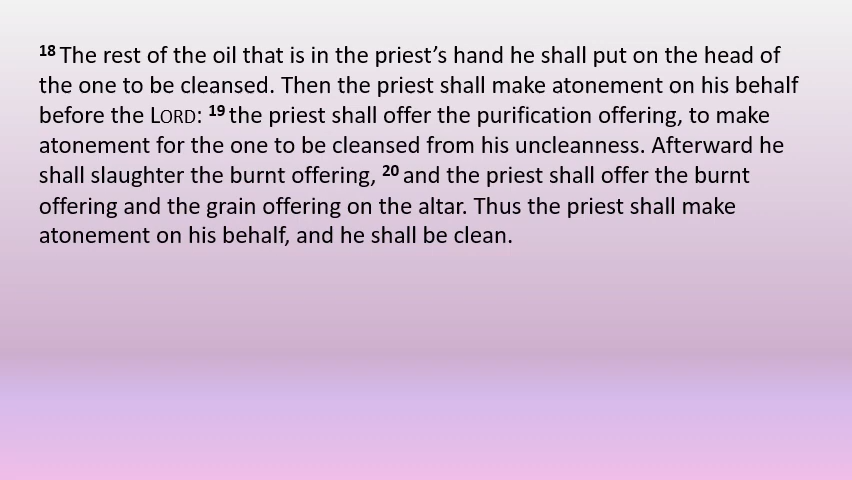 18 The rest of the oil that is in the priest’s hand he shall put on the head of
the one to be cleansed. Then the priest shall make atonement on his behalf
before the LORD: 19 the priest shall offer the purification offering, to make
atonement for the one to be cleansed from his uncleanness. Afterward he
shall slaughter the burnt offering, 20 and the priest shall offer the burnt
offering and the grain offering on the altar. Thus the priest shall make
atonement on his behalf, and he shall be clean.